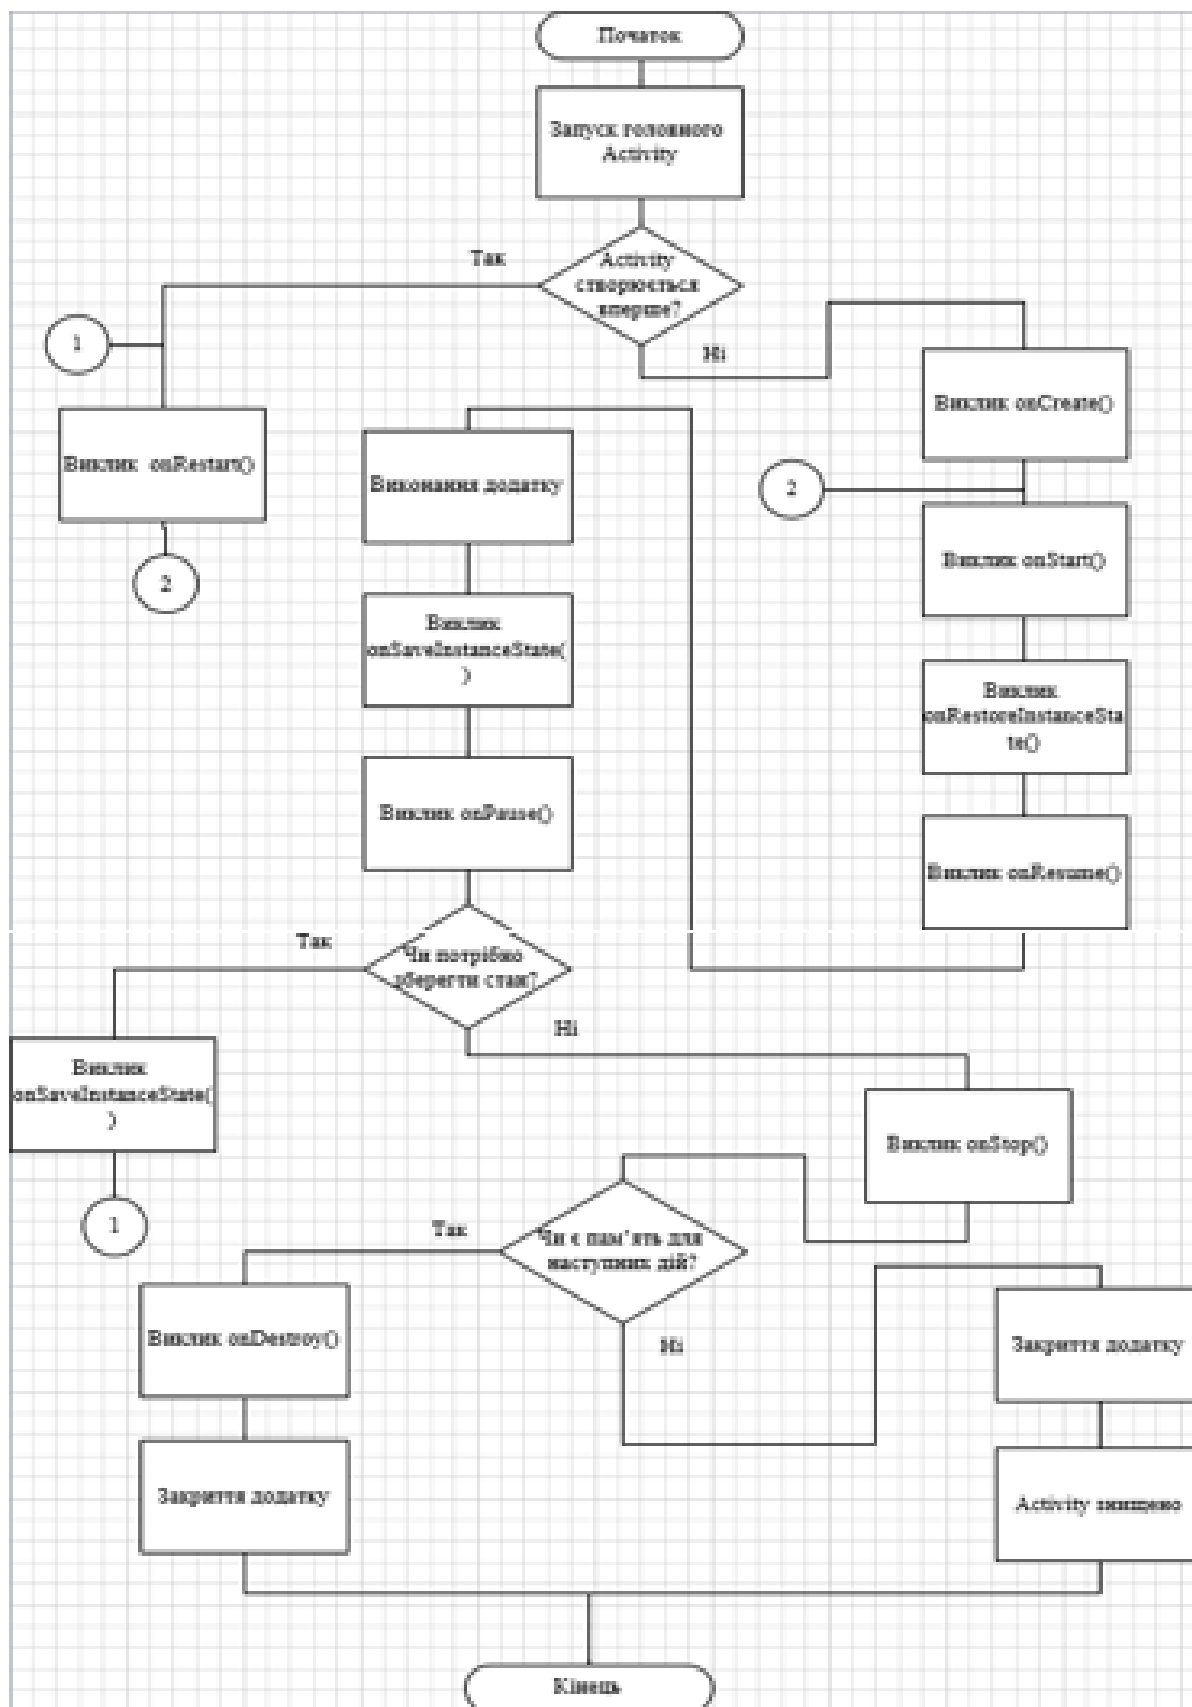 Початок
Запуск головного
Activity
Так
Activity
створюється
вперше?
Ні
1
Виклик onCreate()
Виклик onRestart()
Виконання додатку
2
Виклик onStart()
2
Виклик
onSaveInstanceState(
)
Виклик
onRestoreInstanceSta
te()
Виклик onPause()
Виклик onResume()
Так
Чи потрібно
зберегти стан?
Ні
Виклик
onSaveInstanceState(
)
Виклик onStop()
1
Так
Чи є пам'ять для
наступних дій?
Ні
Виклик onDestroy()
Закриття додатку
Закриття додатку
Activity знищено
Кінець